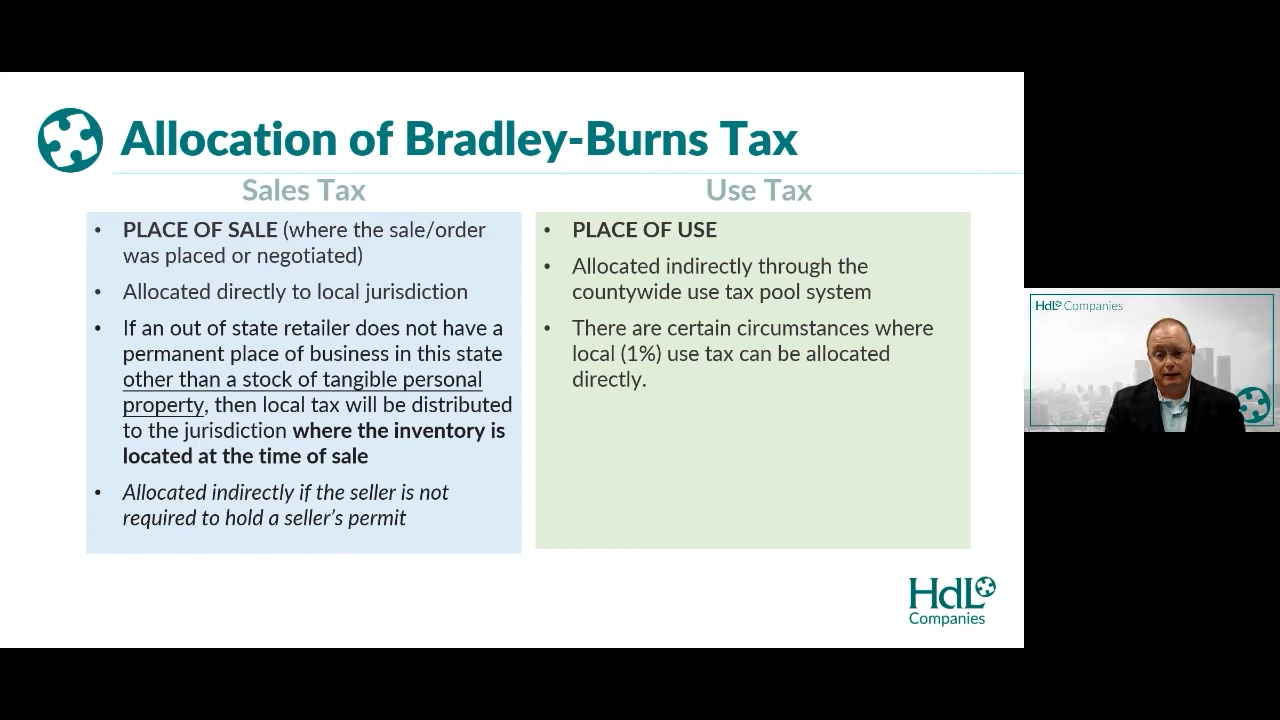 Allocation of Bradley-Burns Tax
Sales Tax
• PLACE OF SALE (where the sale/order
was placed or negotiated)
• Allocated directly to local jurisdiction
• If an out of state retailer does not have a
permanent place of business in this state
other than a stock of tangible personal
property, then local tax will be distributed
to the jurisdiction where the inventory is
located at the time of sale
• Allocated indirectly if the seller is not
required to hold a seller’s permit
Use Tax
• PLACE OF USE
• Allocated indirectly through the
countywide use tax pool system
• There are certain circumstances where
local (1%) use tax can be allocated
directly.
HdL
Companies
HdL Companies